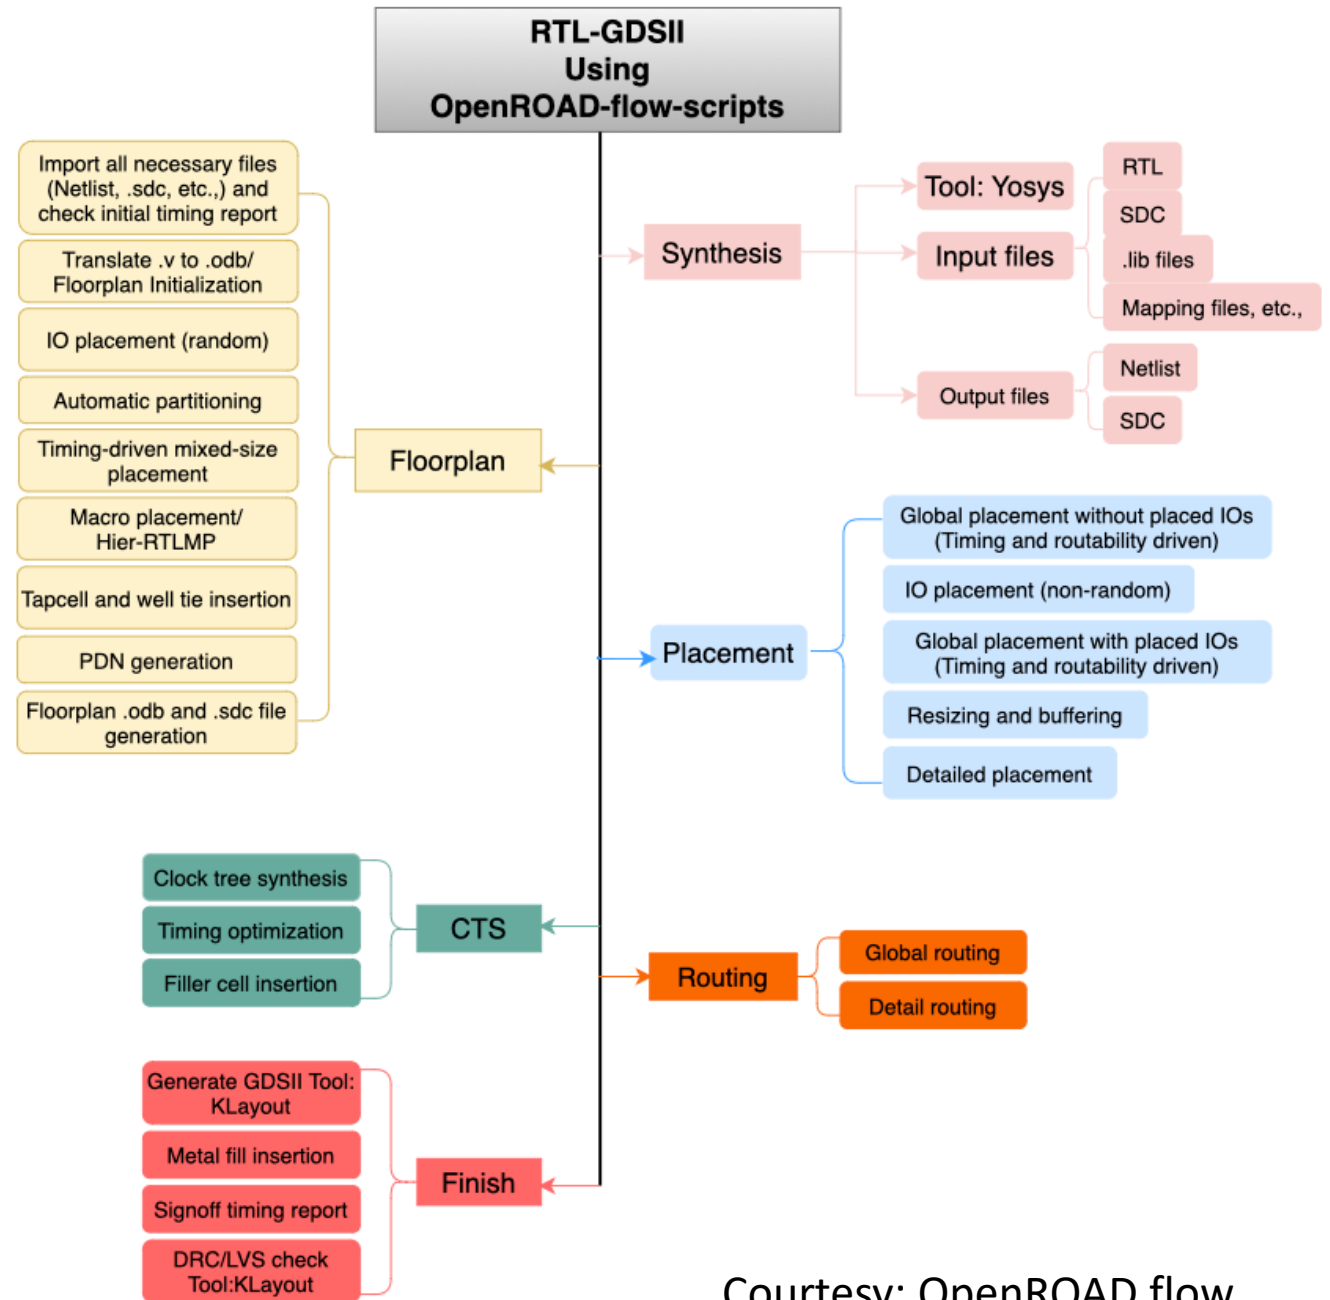 RTL-GDSII
Using
OpenROAD-flow-scripts
Synthesis
Tool: Yosys
Input files
RTL
SDC
.lib files
Mapping files, etc.,
Output files
Netlist
SDC
Floorplan
Import all necessary files
(Netlist, .sdc, etc.,) and
check initial timing report
Translate .v to .odb/
Floorplan Initialization
IO placement (random)
Automatic partitioning
Timing-driven mixed-size
placement
Macro placement/
Hier-RTLMP
Tapcell and well tie insertion
PDN generation
Floorplan .odb and .sdc file
generation
Placement
Global placement without placed IOs
(Timing and routability driven)
IO placement (non-random)
Global placement with placed IOs
(Timing and routability driven)
Resizing and buffering
Detailed placement
CTS
Clock tree synthesis
Timing optimization
Filler cell insertion
Routing
Global routing
Detail routing
Finish
Generate GDSII Tool:
KLayout
Metal fill insertion
Signoff timing report
DRC/LVS check
Tool:KLayout
Courtesy: OpenROAD flow